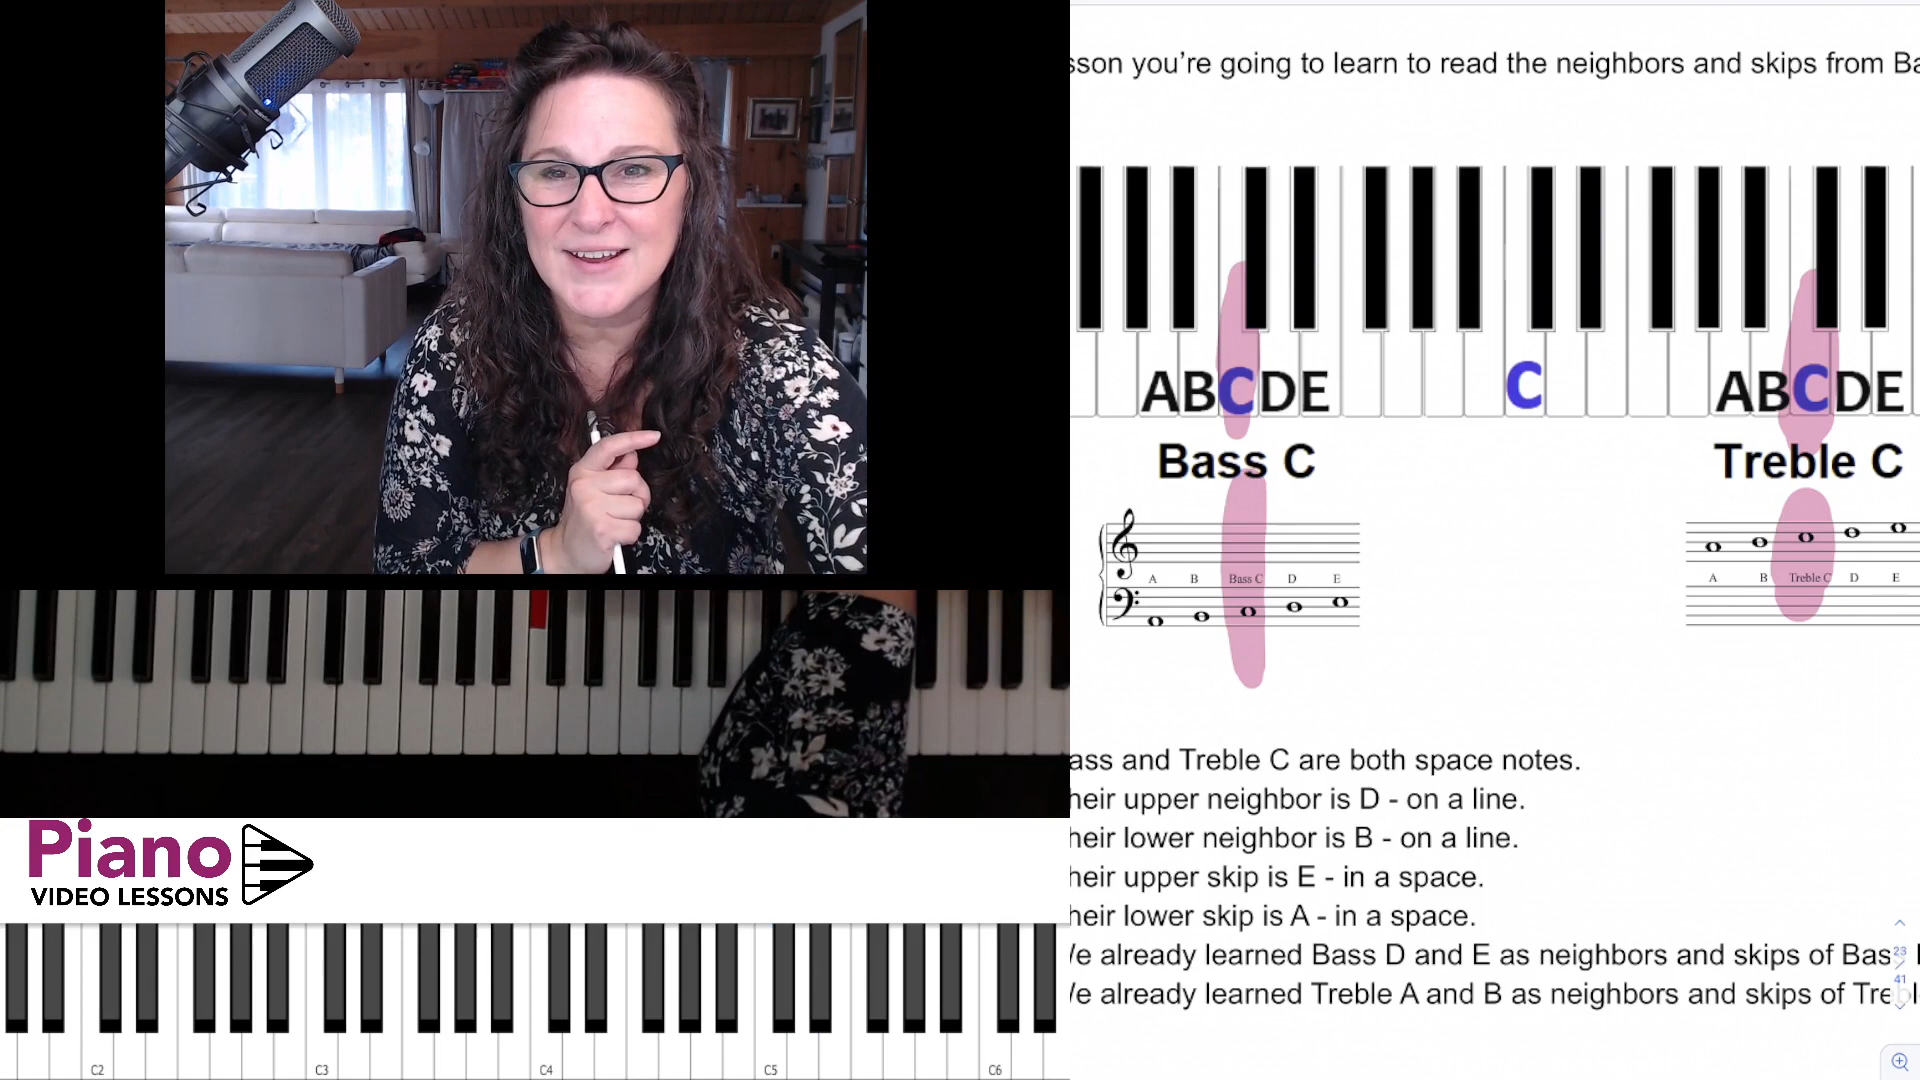 sson you're going to learn to read the neighbors and skips from Ba
ABCDE
C
ABCDE
Bass C
Treble C
A B Bass C D E
A B Treble C D E
ass and Treble C are both space notes.
heir upper neighbor is D - on a line.
heir lower neighbor is B - on a line.
heir upper skip is E - in a space.
heir lower skip is A - in a space.
e already learned Bass D and E as neighbors and skips of Bas
e already learned Treble A and B as neighbors and skips of Tre
23
41
Piano
VIDEO LESSONS
C2 C3 C4 C5 C6